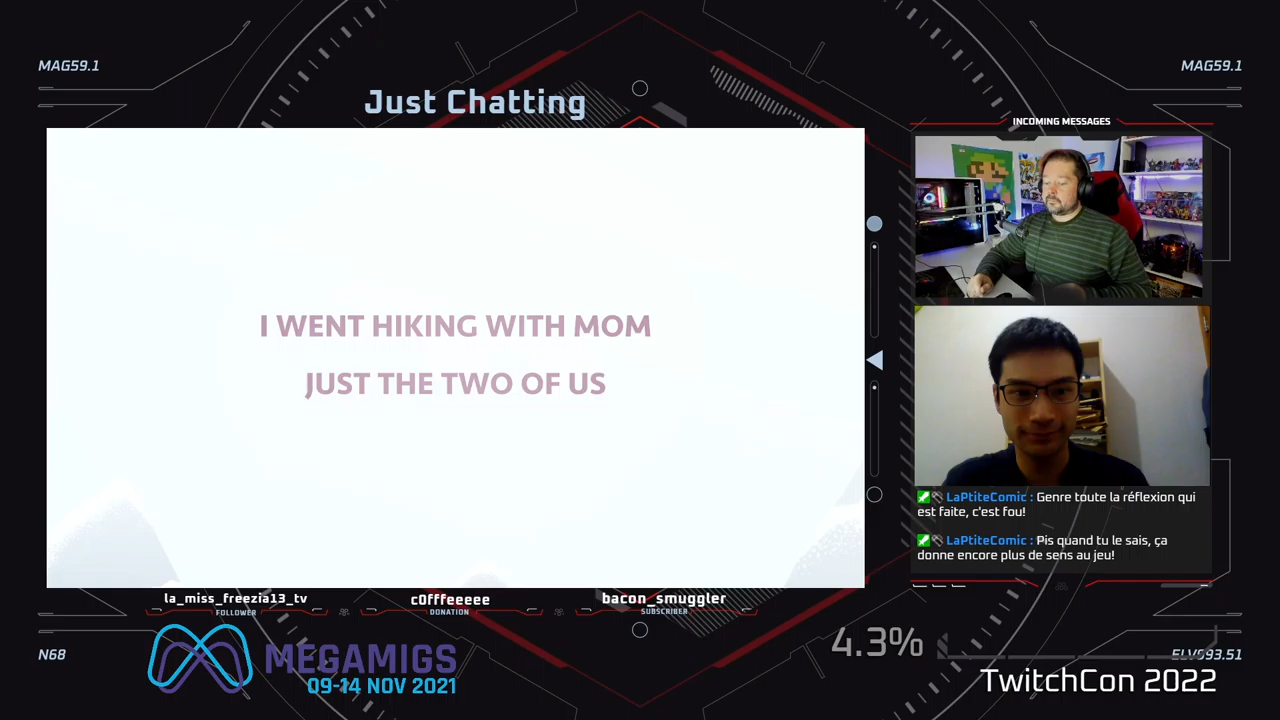 MAG59.1
MAG59.1
Just Chatting
INCOMING MESSAGES
I WENT HIKING WITH MOM
JUST THE TWO OF US
LaPtiteComic : Genre toute la réflexion qui
est faite, c'est fou!
LaPtiteComic : Pis quand tu le sais, ça
donne encore plus de sens au jeu!
la_miss_freezia13_tv
FOLLOWER
c0fffeeeee
DONATION
bacon_smuggler
SUBSCRIBER
4.3%
N68
MEGAMIGS
09-14 NOV 2021
ELV693.51
TwitchCon 2022